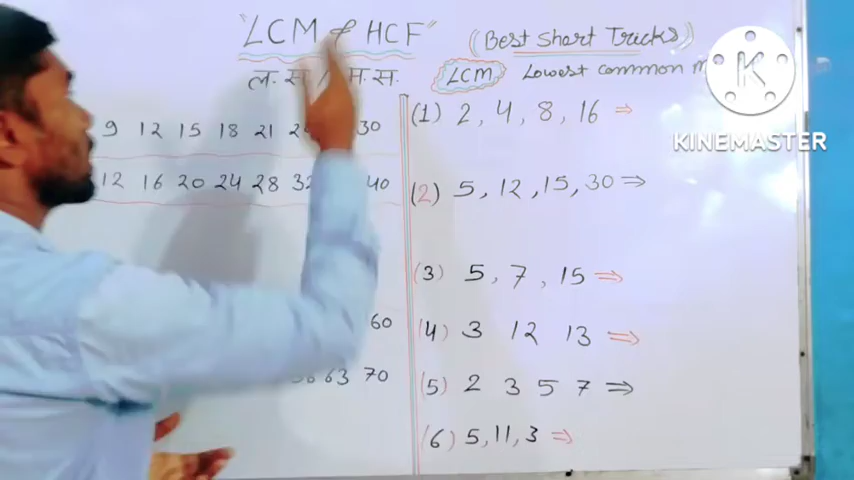 "LCM & HCF" (Best Short Tricks)
ल. स. म. स.
LCM Lowest common
K
KINEMASTER
9 12 15 18 21 30
12 16 20 24 28 40
60
63 70
(1) 2, 4, 8, 16 ⇒
(2) 5, 12, 15, 30 ⇒
(3) 5, 7, 15 ⇒
(4) 3 12 13 ⇒
(5) 2 3 5 7 ⇒
(6) 5, 11, 3 ⇒